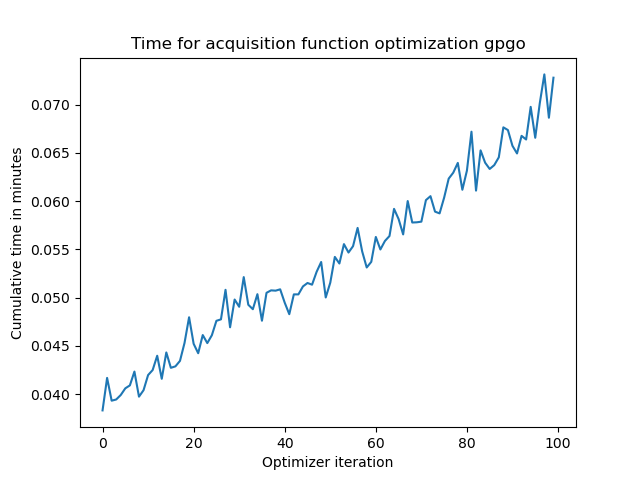 Time for acquisition function optimization gpgo
Cumulative time in minutes
0.070
0.065
0.060
0.055
0.050
0.045
0.040
0 20 40 60 80 100
Optimizer iteration